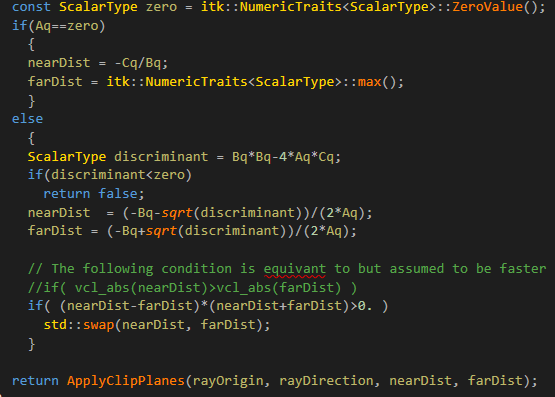 const ScalarType zero = itk::NumericTraits<ScalarType>::ZeroValue();
if(Aq==zero)
{
nearDist = -Cq/Bq;
farDist = itk::NumericTraits<ScalarType>::max();
}
else
{
ScalarType discriminant = Bq*Bq-4*Aq*Cq;
if(discriminant<zero)
return false;
nearDist  = (-Bq-sqrt(discriminant))/(2*Aq);
farDist = (-Bq+sqrt(discriminant))/(2*Aq);
// The following condition is equivant to but assumed to be faster
//if( vcl_abs(nearDist)>vcl_abs(farDist) )
if( (nearDist-farDist)*(nearDist+farDist)>0. )
std::swap(nearDist, farDist);
}
return ApplyClipPlanes(rayOrigin, rayDirection, nearDist, farDist);